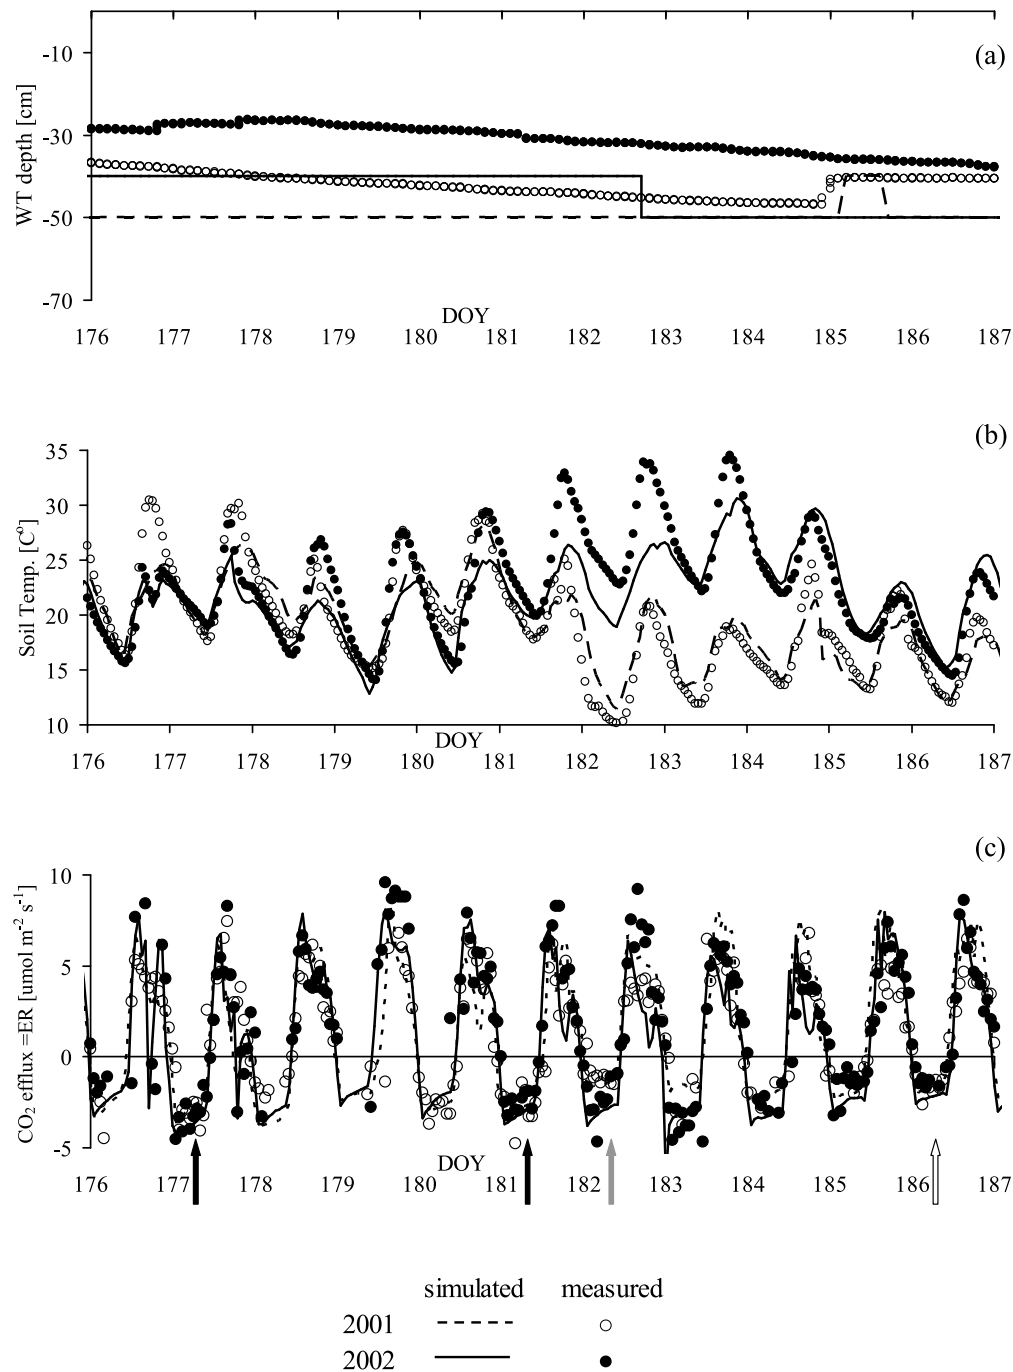 (a)
WT depth [cm]
-10
-30
-50
-70
DOY
176 177 178 179 180 181 182 183 184 185 186 187
(b)
Soil Temp. [C°]
35
30
25
20
15
10
DOY
176 177 178 179 180 181 182 183 184 185 186 187
(c)
CO₂ efflux =ER [umol m⁻² s⁻¹]
10
5
0
-5
DOY
176 177 178 179 180 181 182 183 184 185 186 187
simulated measured
2001
2002